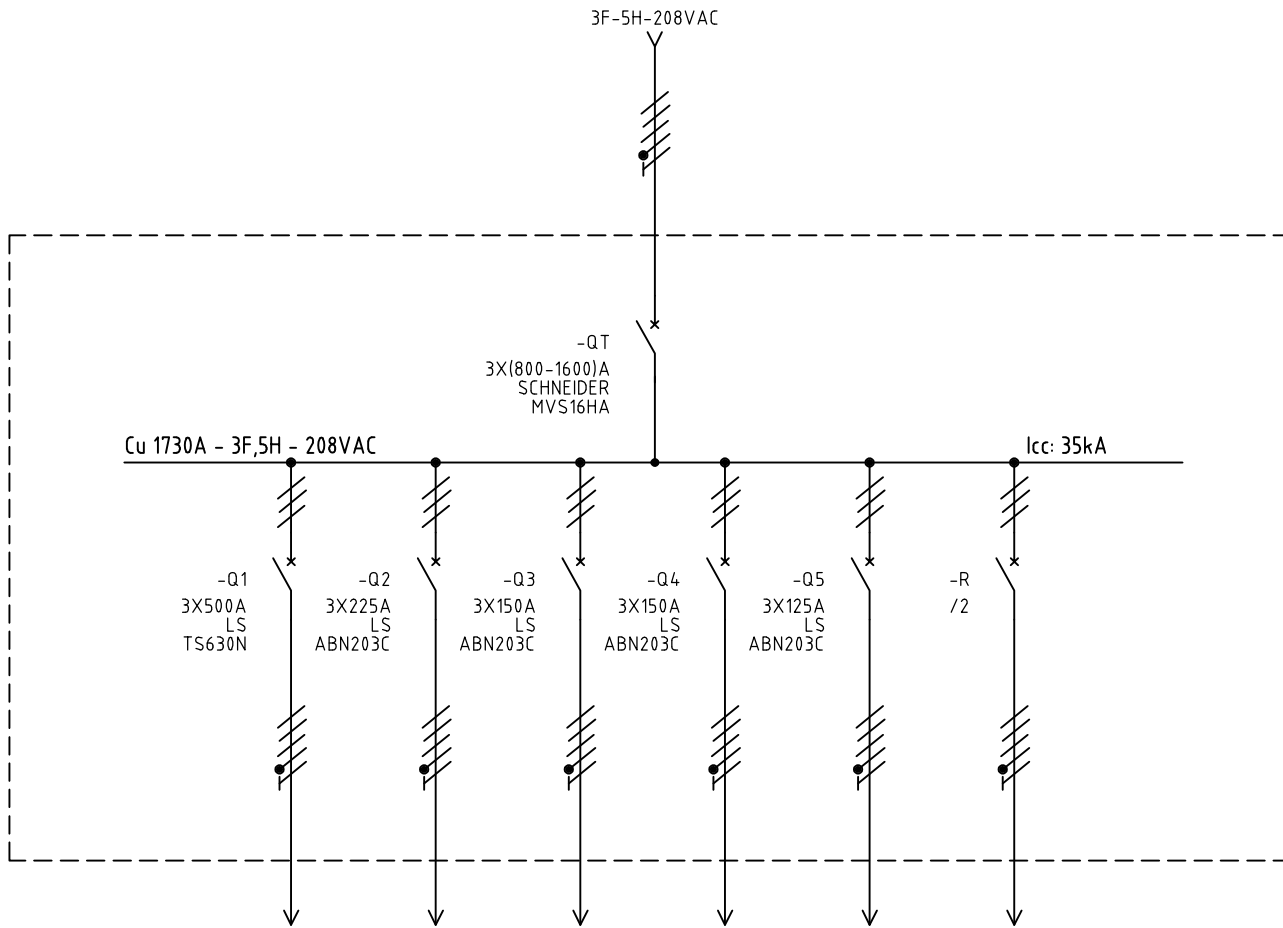 3F-5H-208VAC
-QT
3X(800-1600)A
SCHNEIDER
MVS16HA
Cu 1730A - 3F,5H - 208VAC
Icc: 35kA
-Q1
3X500A
LS
TS630N
-Q2
3X225A
LS
ABN203C
-Q3
3X150A
LS
ABN203C
-Q4
3X150A
LS
ABN203C
-Q5
3X125A
LS
ABN203C
-R
/2